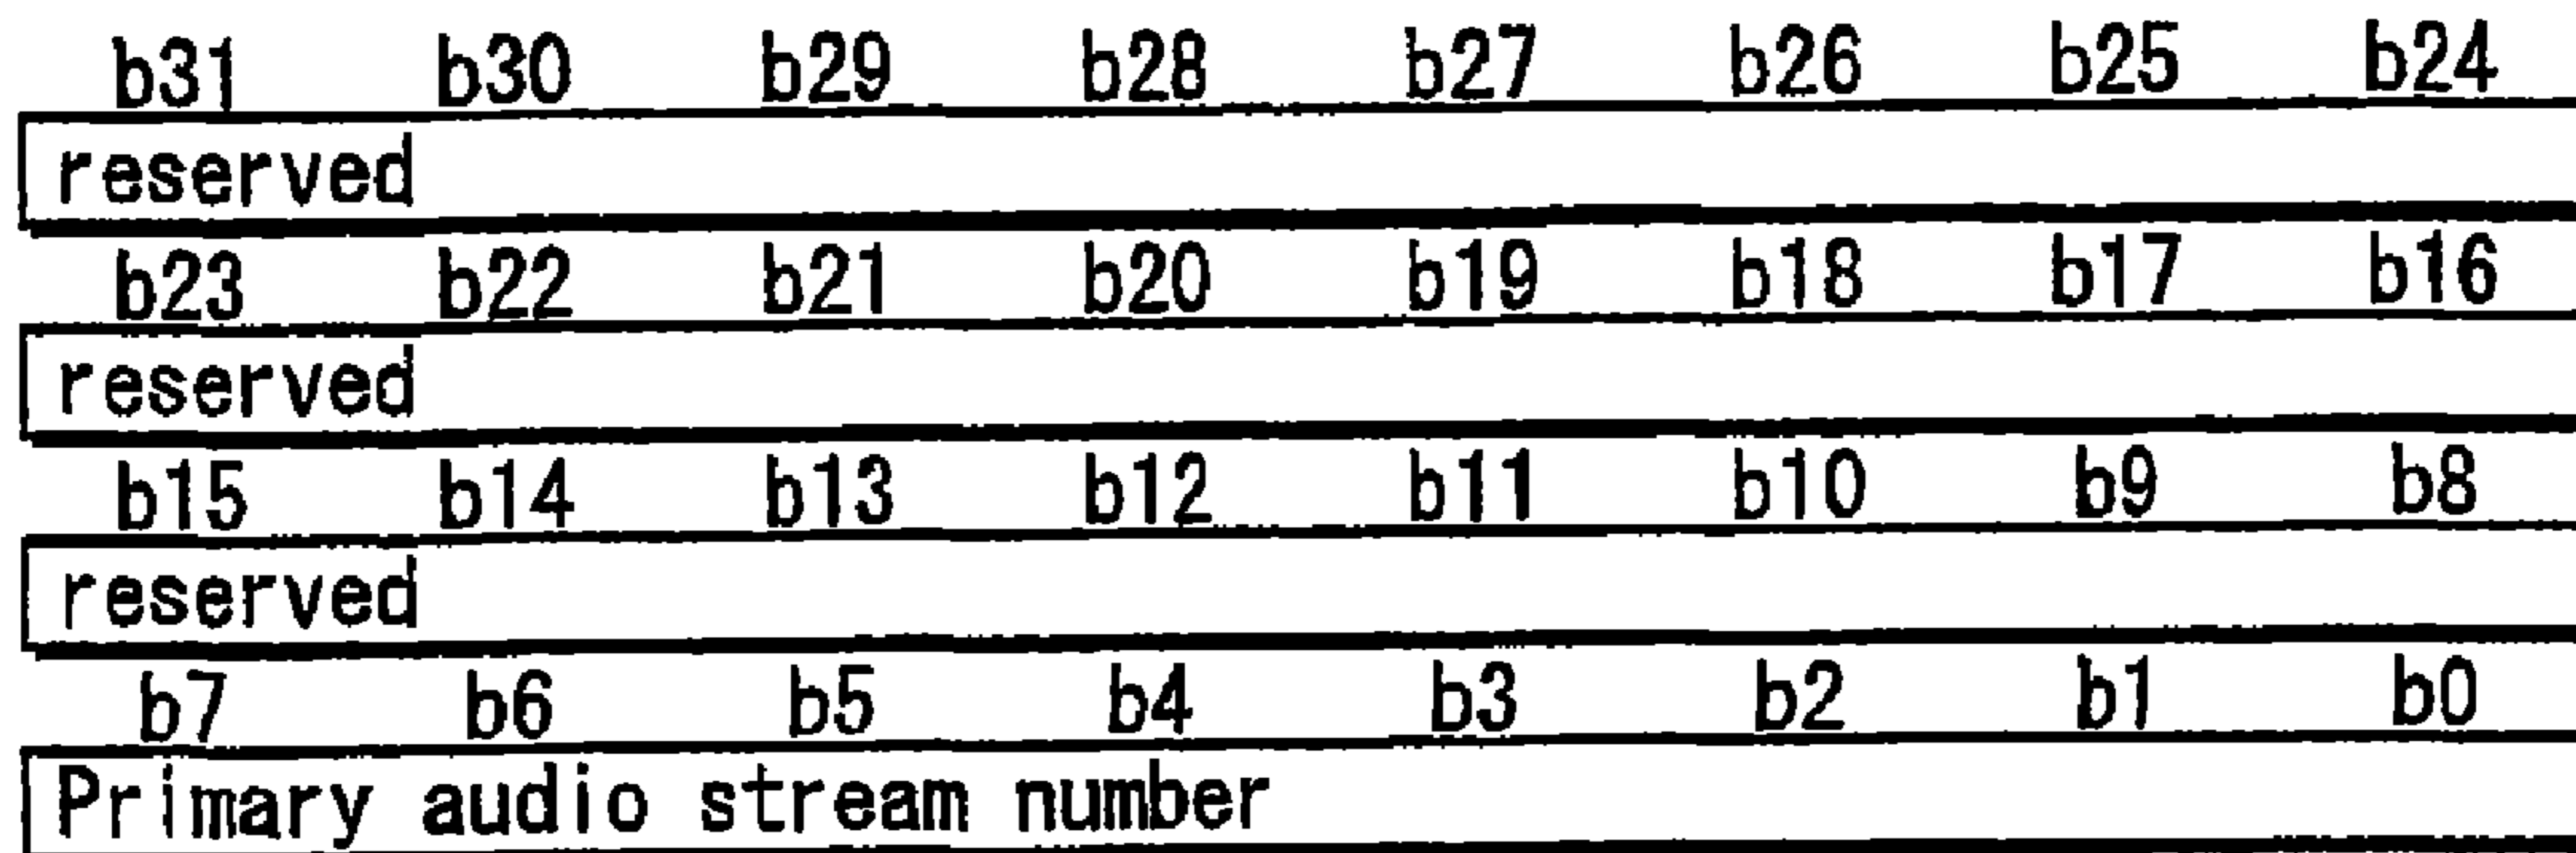 b31 b30 b29 b28 b27 b26 b25 b24
reserved
b23 b22 b21 b20 b19 b18 b17 b16
reserved
b15 b14 b13 b12 b11 b10 b9 b8
reserved
b7 b6 b5 b4 b3 b2 b1 b0
Primary audio stream number